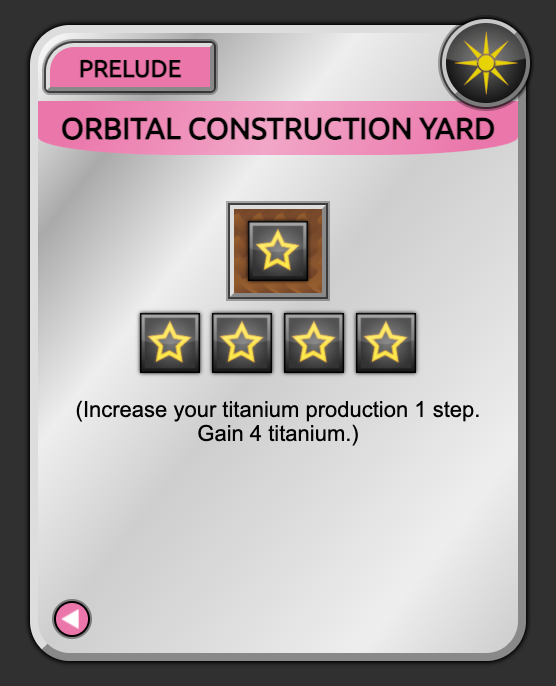 PRELUDE
ORBITAL CONSTRUCTION YARD
(Increase your titanium production 1 step.
Gain 4 titanium.)